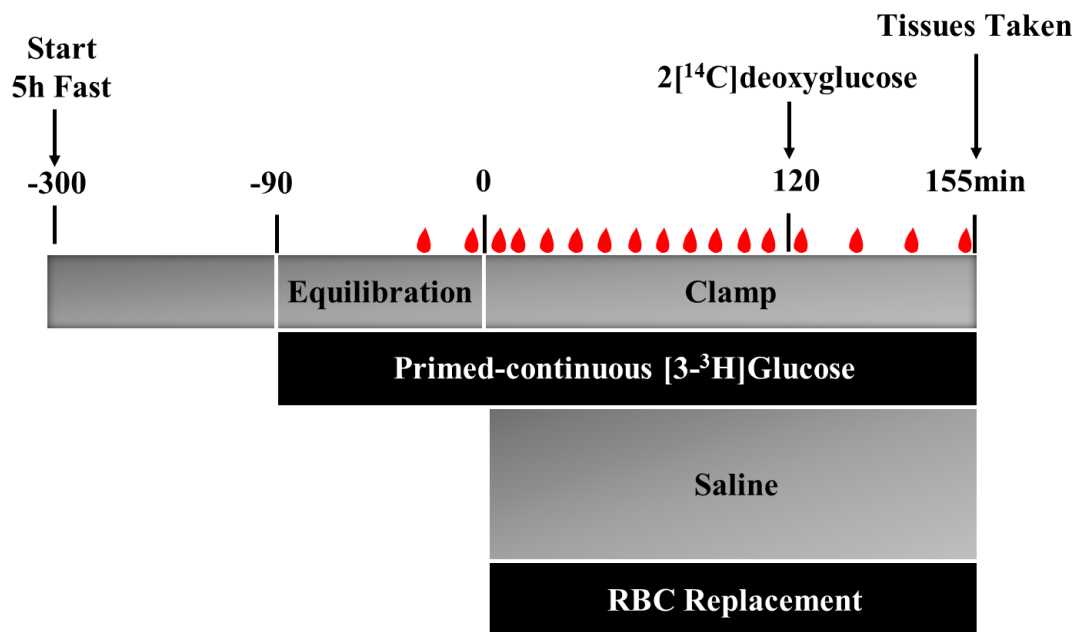 Tissues Taken
Start
5h Fast
2[¹⁴C]deoxyglucose
-300
-90
0
120
155min
Equilibration
Clamp
Primed-continuous [3-³H]Glucose
Saline
RBC Replacement